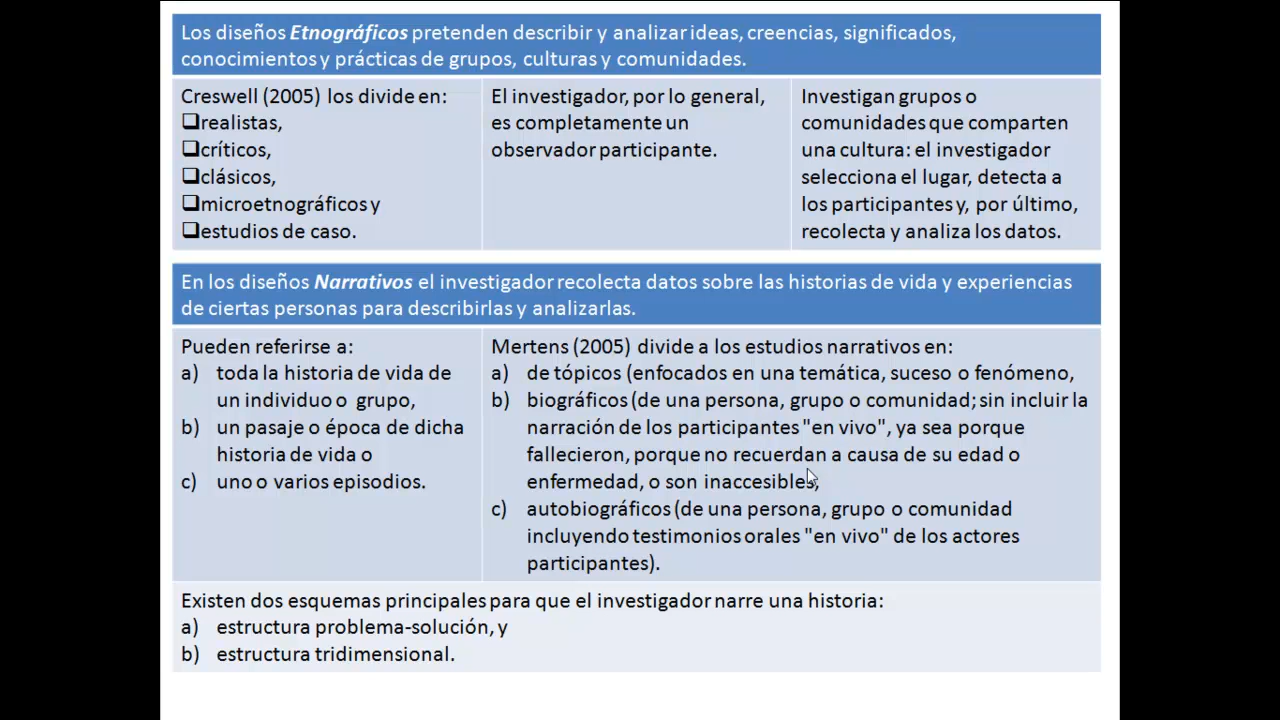 Los diseños Etnográficos pretenden describir y analizar ideas, creencias, significados,
conocimientos y prácticas de grupos, culturas y comunidades.
Creswell (2005) los divide en:
❑realistas,
❑críticos,
❑clásicos,
❑microetnográficos y
❑estudios de caso.
El investigador, por lo general,
es completamente un
observador participante.
Investigan grupos o
comunidades que comparten
una cultura: el investigador
selecciona el lugar, detecta a
los participantes y, por último,
recolecta y analiza los datos.
En los diseños Narrativos el investigador recolecta datos sobre las historias de vida y experiencias
de ciertas personas para describirlas y analizarlas.
Pueden referirse a:
a) toda la historia de vida de
un individuo o grupo,
b) un pasaje o época de dicha
historia de vida o
c) uno o varios episodios.
Mertens (2005) divide a los estudios narrativos en:
a) de tópicos (enfocados en una temática, suceso o fenómeno,
b) biográficos (de una persona, grupo o comunidad; sin incluir la
narración de los participantes "en vivo", ya sea porque
fallecieron, porque no recuerdan a causa de su edad o
enfermedad, o son inaccesibles,
c) autobiográficos (de una persona, grupo o comunidad
incluyendo testimonios orales "en vivo" de los actores
participantes).
Existen dos esquemas principales para que el investigador narre una historia:
a) estructura problema-solución, y
b) estructura tridimensional.